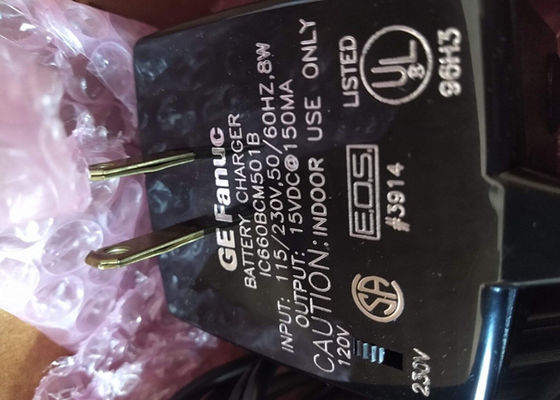 GE Fanuc
BATTERY CHARGER
IC660BCM501B
INPUT: 115/230V,50/60HZ,8W
OUTPUT: 15VDC@150MA
CAUTION: INDOOR USE ONLY
120V
230V
LISTED
UL
96H3
E.O.S.
#3914
SA